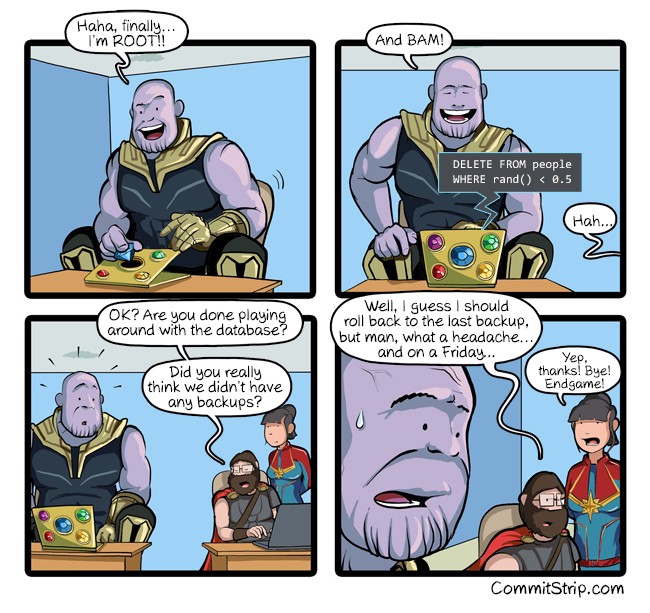 Haha, finally...
I'm ROOT!!
And BAM!
DELETE FROM people
WHERE rand() < 0.5
Hah...
OK? Are you done playing
around with the database?
Did you really
think we didn't have
any backups?
Well, I guess I should
roll back to the last backup,
but man, what a headache...
and on a Friday...
Yep,
thanks! Bye!
Endgame!
CommitStrip.com